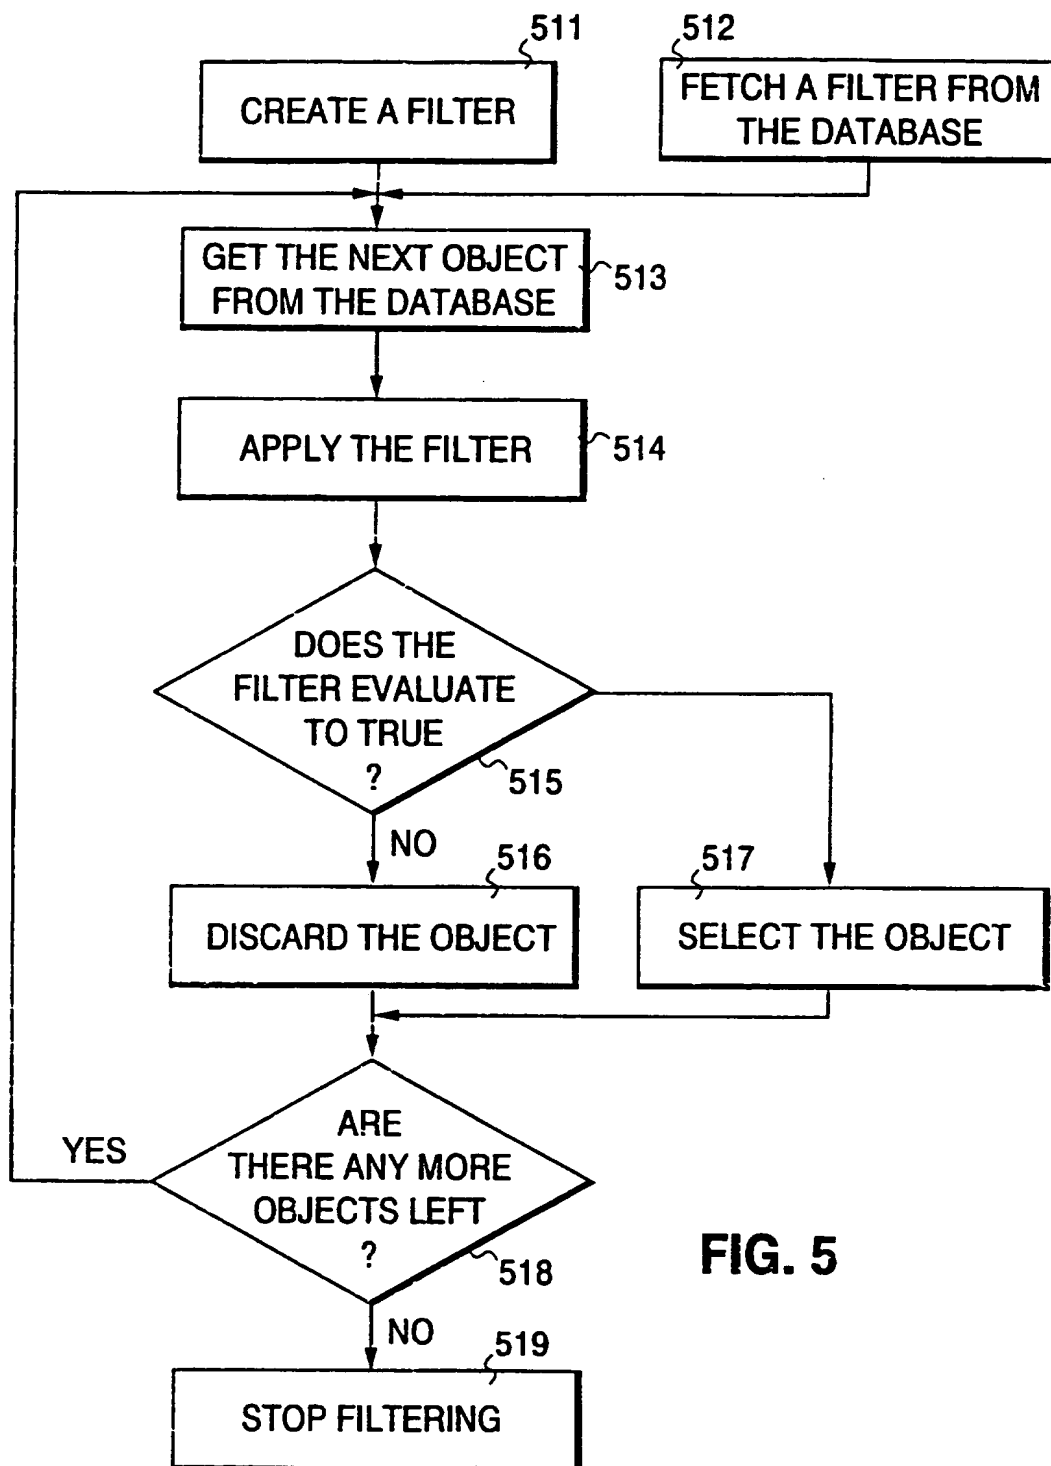 511
512
CREATE A FILTER
FETCH A FILTER FROM
THE DATABASE
GET THE NEXT OBJECT
FROM THE DATABASE
513
APPLY THE FILTER
514
DOES THE
FILTER EVALUATE
TO TRUE
?
515
NO
516
517
DISCARD THE OBJECT
SELECT THE OBJECT
YES
ARE
THERE ANY MORE
OBJECTS LEFT
?
518
FIG. 5
NO
519
STOP FILTERING